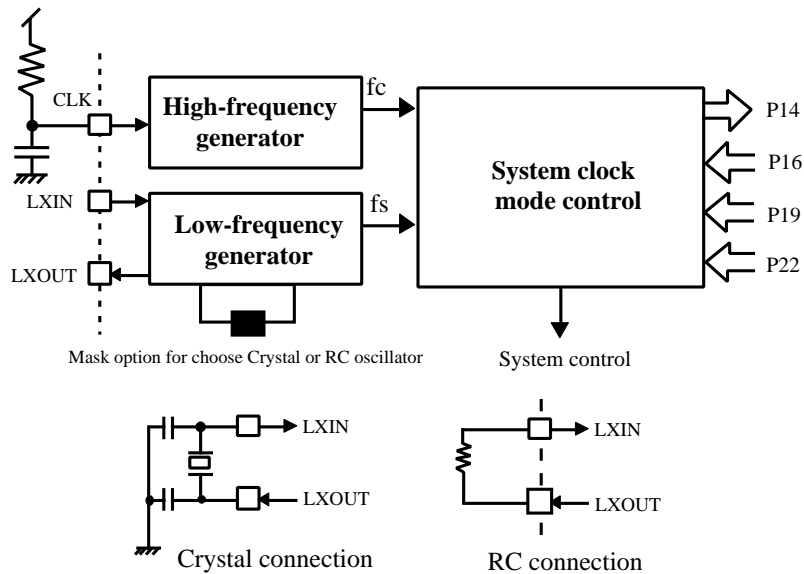 CLK
High-frequency
generator
fc
System clock
mode control
P14
P16
P19
P22
LXIN
LXOUT
Low-frequency
generator
fs
Mask option for choose Crystal or RC oscillator
System control
LXIN
LXOUT
Crystal connection
LXIN
LXOUT
RC connection